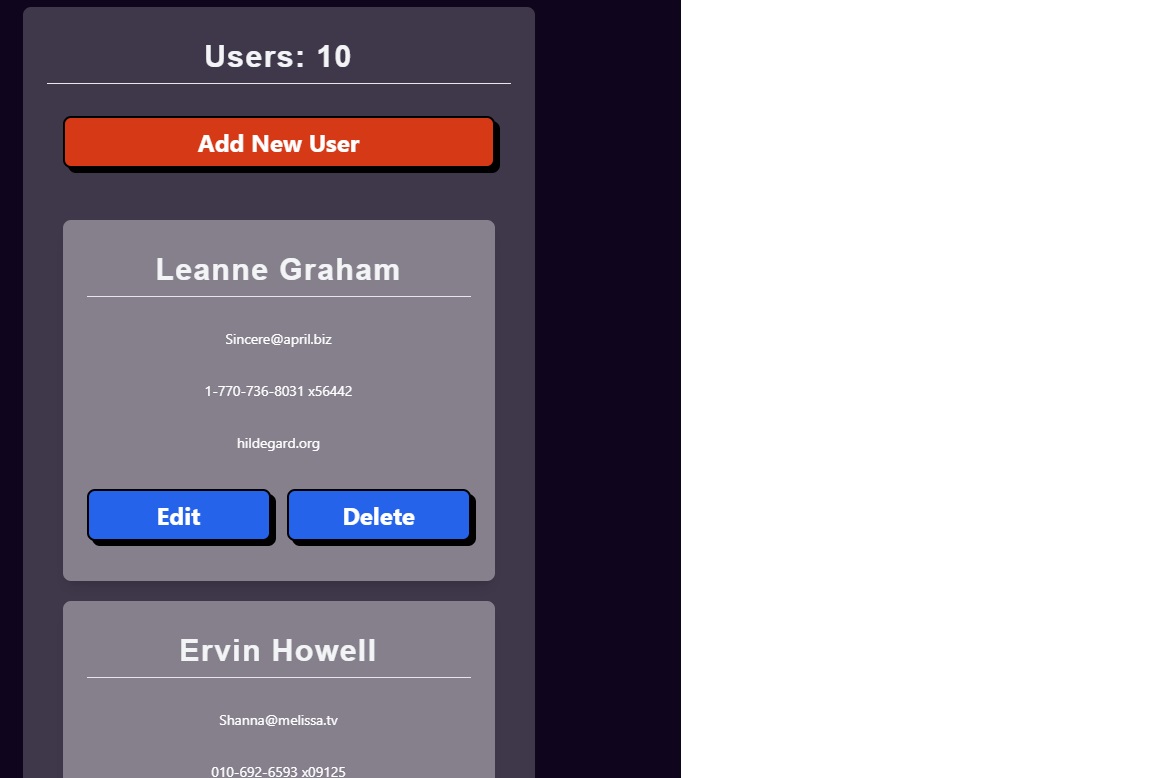 Users: 10
Add New User
Leanne Graham
Sincere@april.biz
1-770-736-8031 x56442
hildegard.org
Edit Delete
Ervin Howell
Shanna@melissa.tv
010-692-6593 x09125